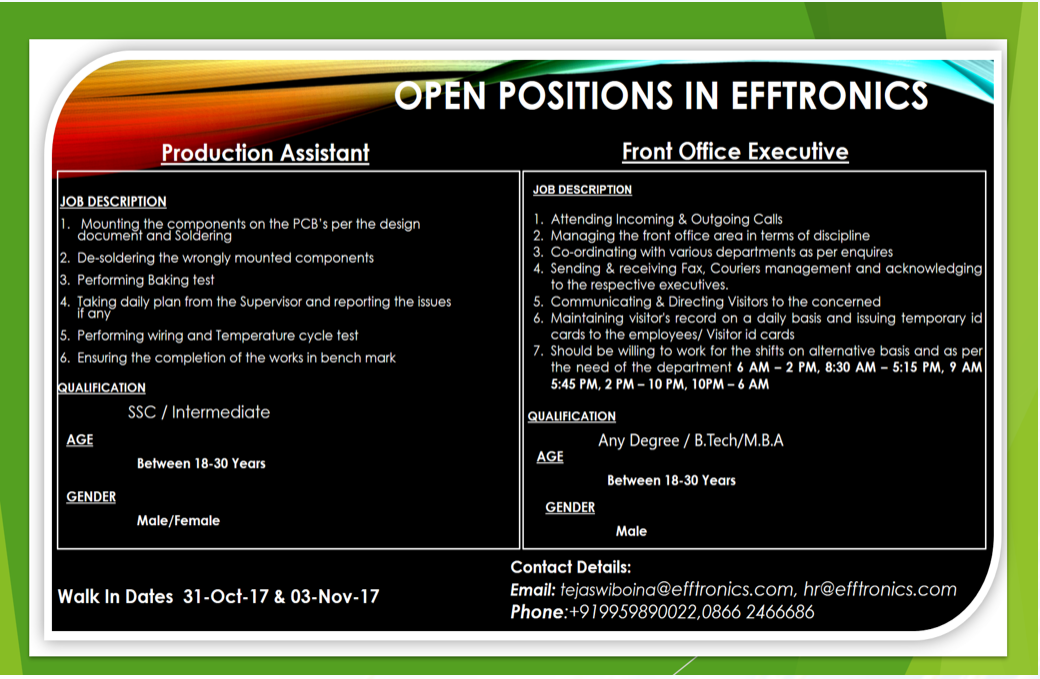 OPEN POSITIONS IN EFFTRONICS
Production Assistant
JOB DESCRIPTION
1. Mounting the components on the PCB's per the design
document and Soldering
2. De-soldering the wrongly mounted components
3. Performing Baking test
4. Taking daily plan from the Supervisor and reporting the issues
if any
5. Performing wiring and Temperature cycle test
6. Ensuring the completion of the works in bench mark
QUALIFICATION
SSC / Intermediate
AGE
Between 18-30 Years
GENDER
Male/Female
Front Office Executive
JOB DESCRIPTION
1. Attending Incoming & Outgoing Calls
2. Managing the front office area in terms of discipline
3. Co-ordinating with various departments as per enquires
4. Sending & receiving Fax, Couriers management and acknowledging
to the respective executives.
5. Communicating & Directing Visitors to the concerned
6. Maintaining visitor's record on a daily basis and issuing temporary id
cards to the employees/ Visitor id cards
7. Should be willing to work for the shifts on alternative basis and as per
the need of the department 6 AM – 2 PM, 8:30 AM – 5:15 PM, 9 AM
5:45 PM, 2 PM – 10 PM, 10PM – 6 AM
QUALIFICATION
Any Degree / B.Tech/M.B.A
AGE
Between 18-30 Years
GENDER
Male
Walk In Dates 31-Oct-17 & 03-Nov-17
Contact Details:
Email: tejaswiboina@efftronics.com, hr@efftronics.com
Phone:+919959890022,0866 2466686